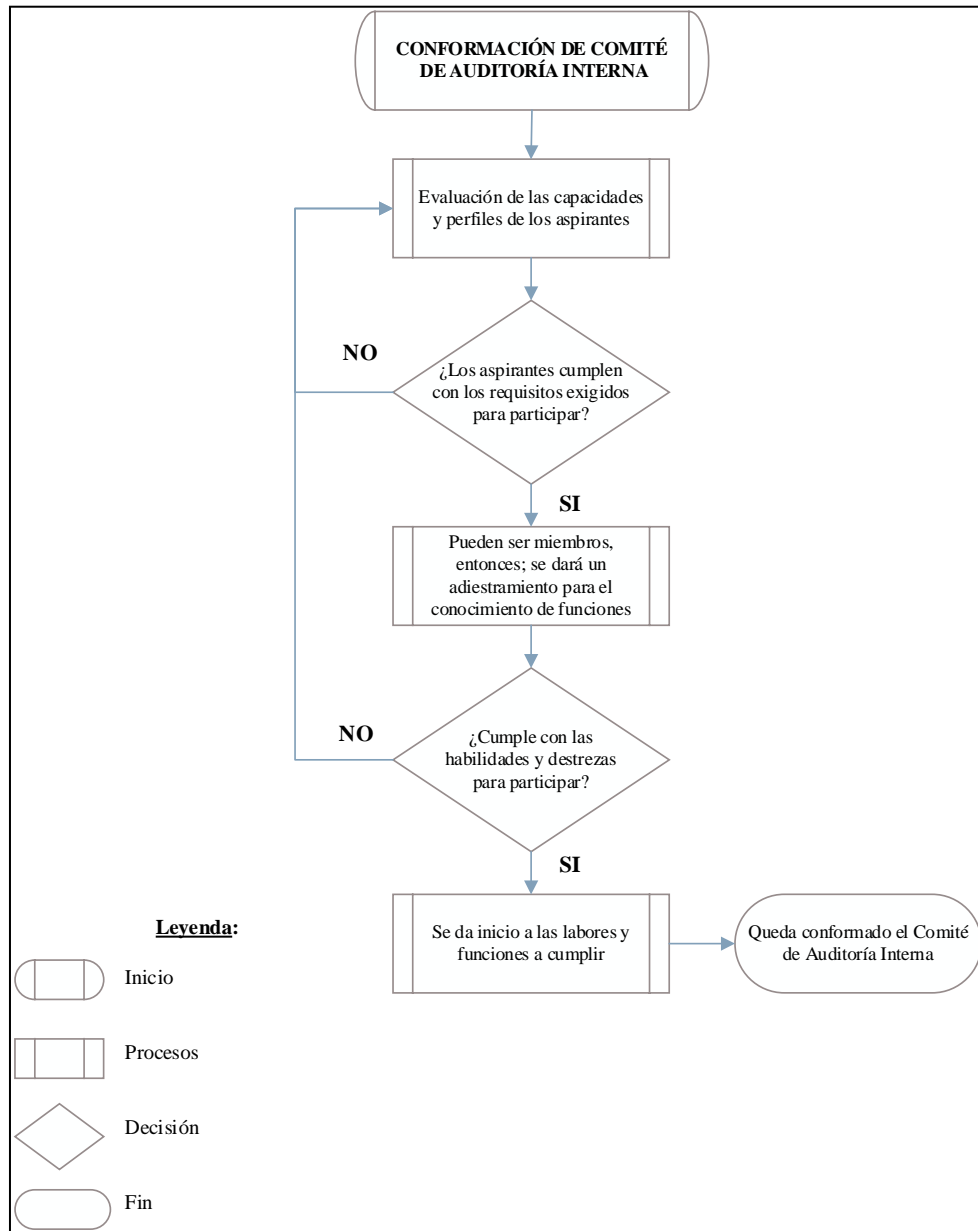 CONFORMACIÓN DE COMITÉ
DE AUDITORÍA INTERNA
Evaluación de las capacidades
y perfiles de los aspirantes
NO
¿Los aspirantes cumplen
con los requisitos exigidos
para participar?
SI
Pueden ser miembros,
entonces; se dará un
adiestramiento para el
conocimiento de funciones
NO
¿Cumple con las
habilidades y destrezas
para participar?
SI
Se da inicio a las labores y
funciones a cumplir
Queda conformado el Comité
de Auditoría Interna
Leyenda:
Inicio
Procesos
Decisión
Fin